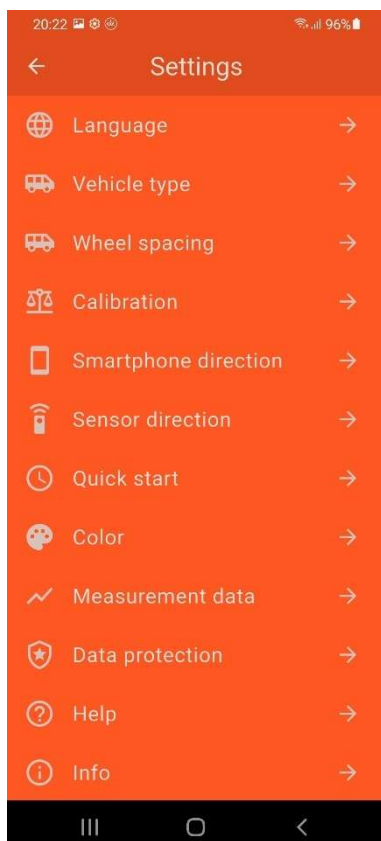 20:22 96%
Settings
Language
Vehicle type
Wheel spacing
Calibration
Smartphone direction
Sensor direction
Quick start
Color
Measurement data
Data protection
Help
Info